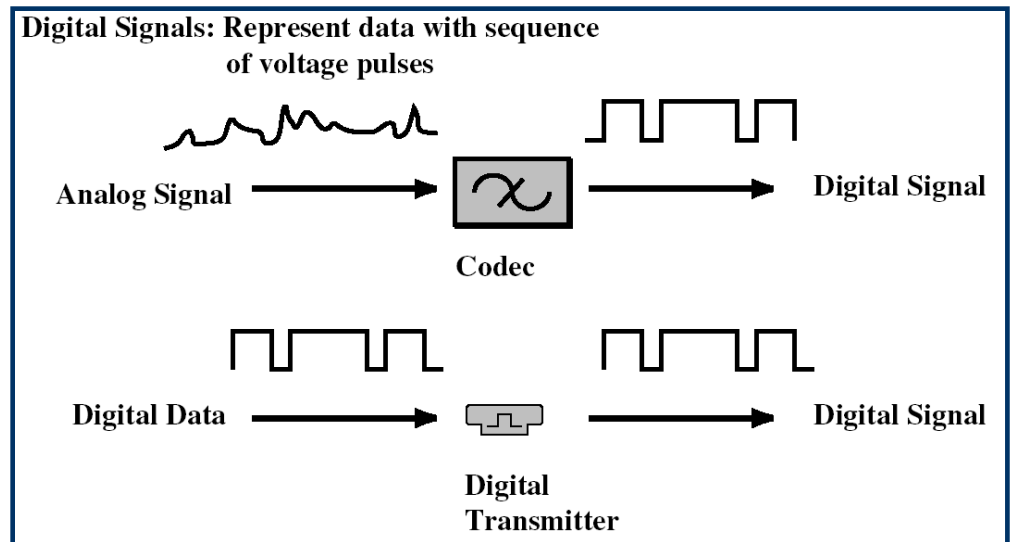 Digital Signals: Represent data with sequence
of voltage pulses
Analog Signal
Digital Signal
Codec
Digital Data
Digital Signal
Digital
Transmitter